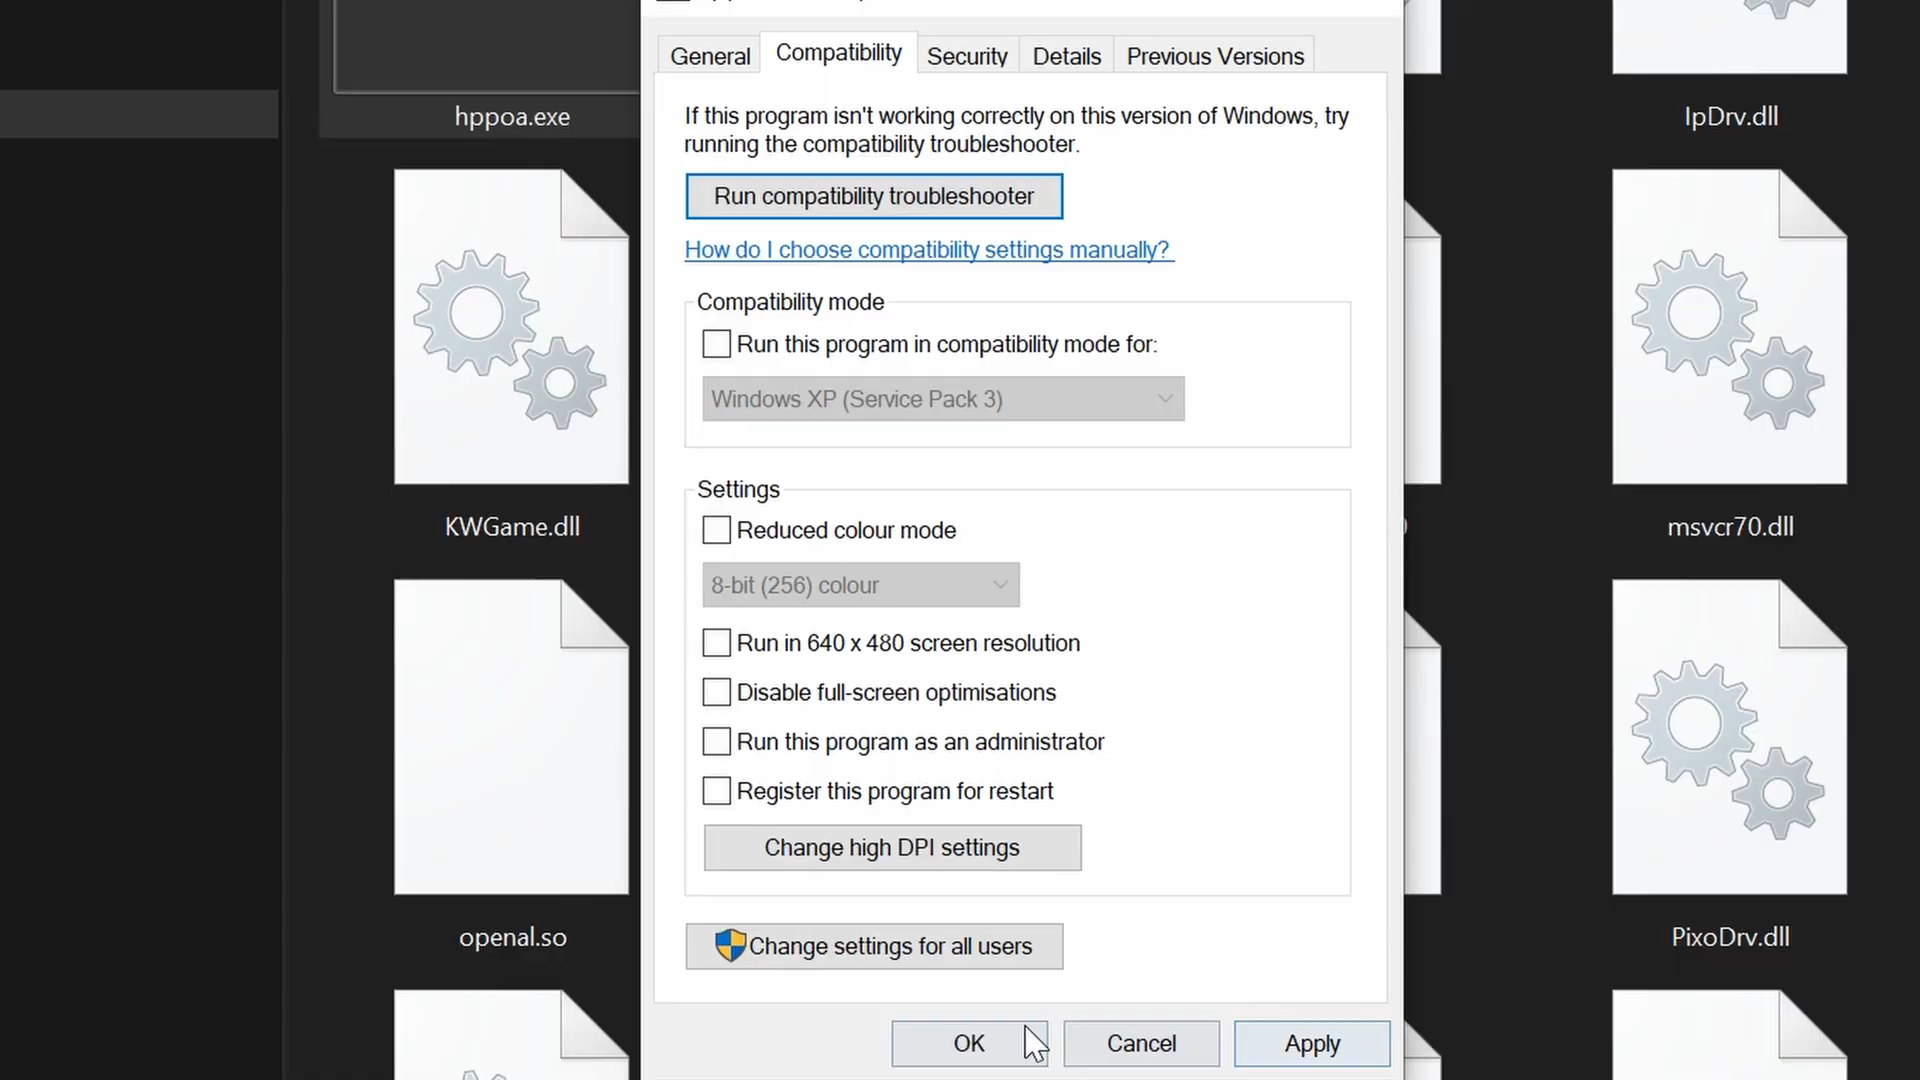 General
Compatibility
Security
Details
Previous Versions
hppoa.exe
If this program isn't working correctly on this version of Windows, try
running the compatibility troubleshooter.
IpDrv.dll
Run compatibility troubleshooter
How do I choose compatibility settings manually?
Compatibility mode
Run this program in compatibility mode for:
Windows XP (Service Pack 3)
Settings
KWGame.dll
Reduced colour mode
msvcr70.dll
8-bit (256) colour
Run in 640 x 480 screen resolution
Disable full-screen optimisations
Run this program as an administrator
Register this program for restart
Change high DPI settings
openal.so
Change settings for all users
PixoDrv.dll
OK
Cancel
Apply